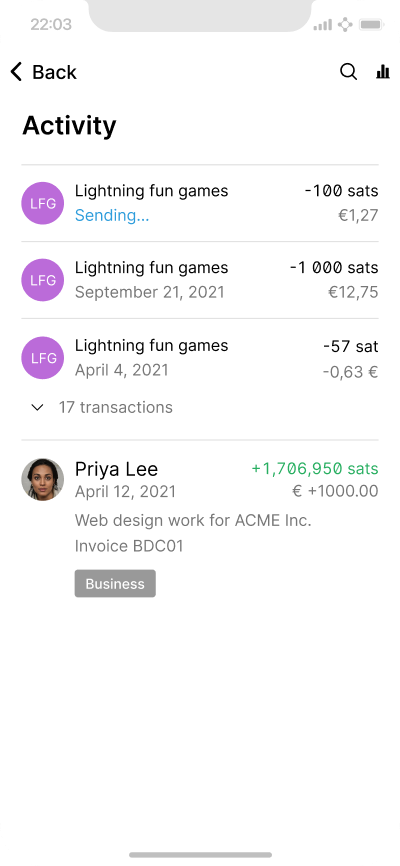 22:03
Back
Activity
LFG Lightning fun games -100 sats
Sending... €1,27
LFG Lightning fun games -1 000 sats
September 21, 2021 €12,75
LFG Lightning fun games -57 sat
April 4, 2021 -0,63 €
17 transactions
Priya Lee +1,706,950 sats
April 12, 2021 € +1000.00
Web design work for ACME Inc.
Invoice BDC01
Business